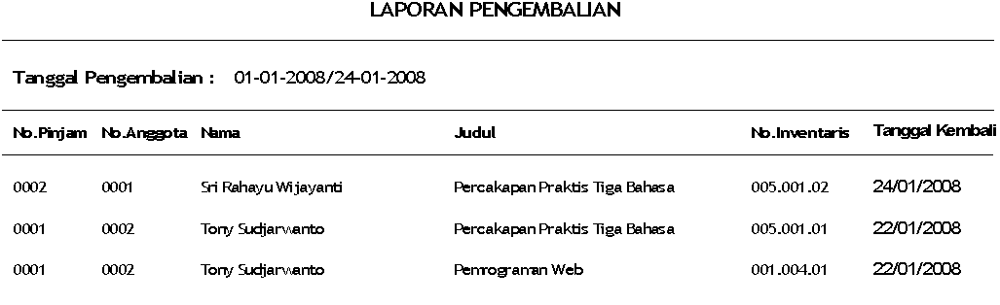 LAPORAN PENGEMBALIAN
Tanggal Pengembalian : 01-01-2008/24-01-2008
No.Pinjam No.Anggota Nama Judul No.Inventaris Tanggal Kembali
0002 0001 Sri Rahayu Wijayanti Percakapan Praktis Tiga Bahasa 005.001.02 24/01/2008
0001 0002 Tony Sudjarwanto Percakapan Praktis Tiga Bahasa 005.001.01 22/01/2008
0001 0002 Tony Sudjarwanto Pemrograman Web 001.004.01 22/01/2008